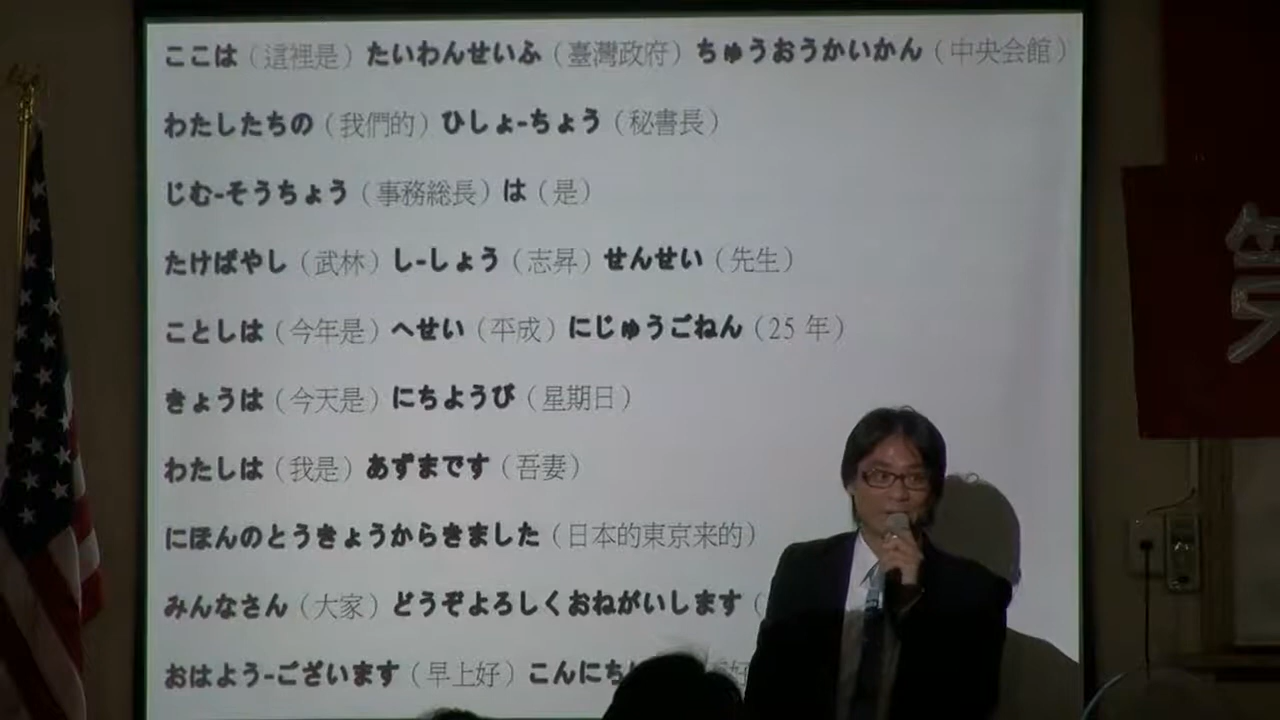 ここは（這裡是）たいわんせいふ（臺灣政府）ちゅうおうかいかん（中央会館）
わたしたちの（我們的）ひしょ-ちょう（秘書長）
じむ-そうちょう（事務総長）は（是）
たけばやし（武林）し-しょう（志昇）せんせい（先生）
ことしは（今年是）へせい（平成）にじゅうごねん（25 年）
きょうは（今天是）にちようび（星期日）
わたしは（我是）あずまです（吾妻）
にほんのとうきょうからきました（日本的東京来的）
みんなさん（大家）どうぞよろしくおねがいします（
おはよう-ございます（早上好）こんにち